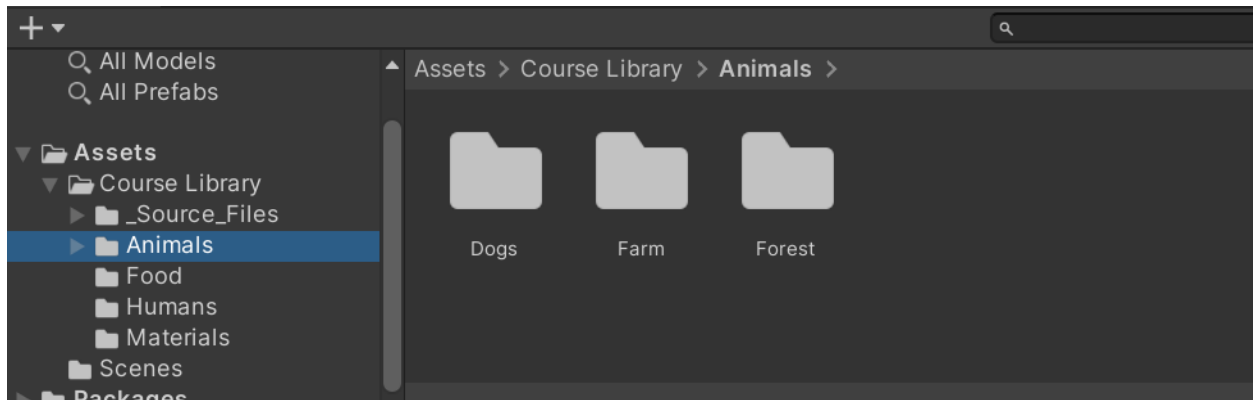 All Models
All Prefabs
Assets
Course Library
_Source_Files
Animals
Food
Humans
Materials
Scenes
Packages
Assets > Course Library > Animals >
Dogs Farm Forest